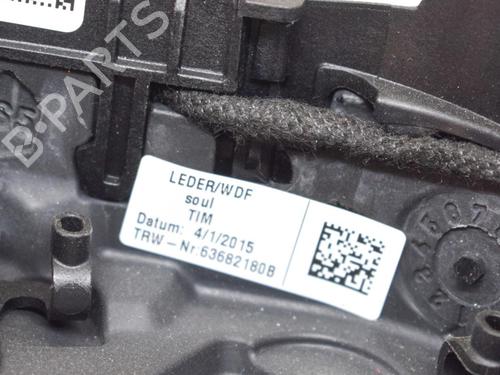 B-PARTS
LEDER/WDF
soul
TIM
Datum: 4/1/2015
TRW-Nr:63682180B